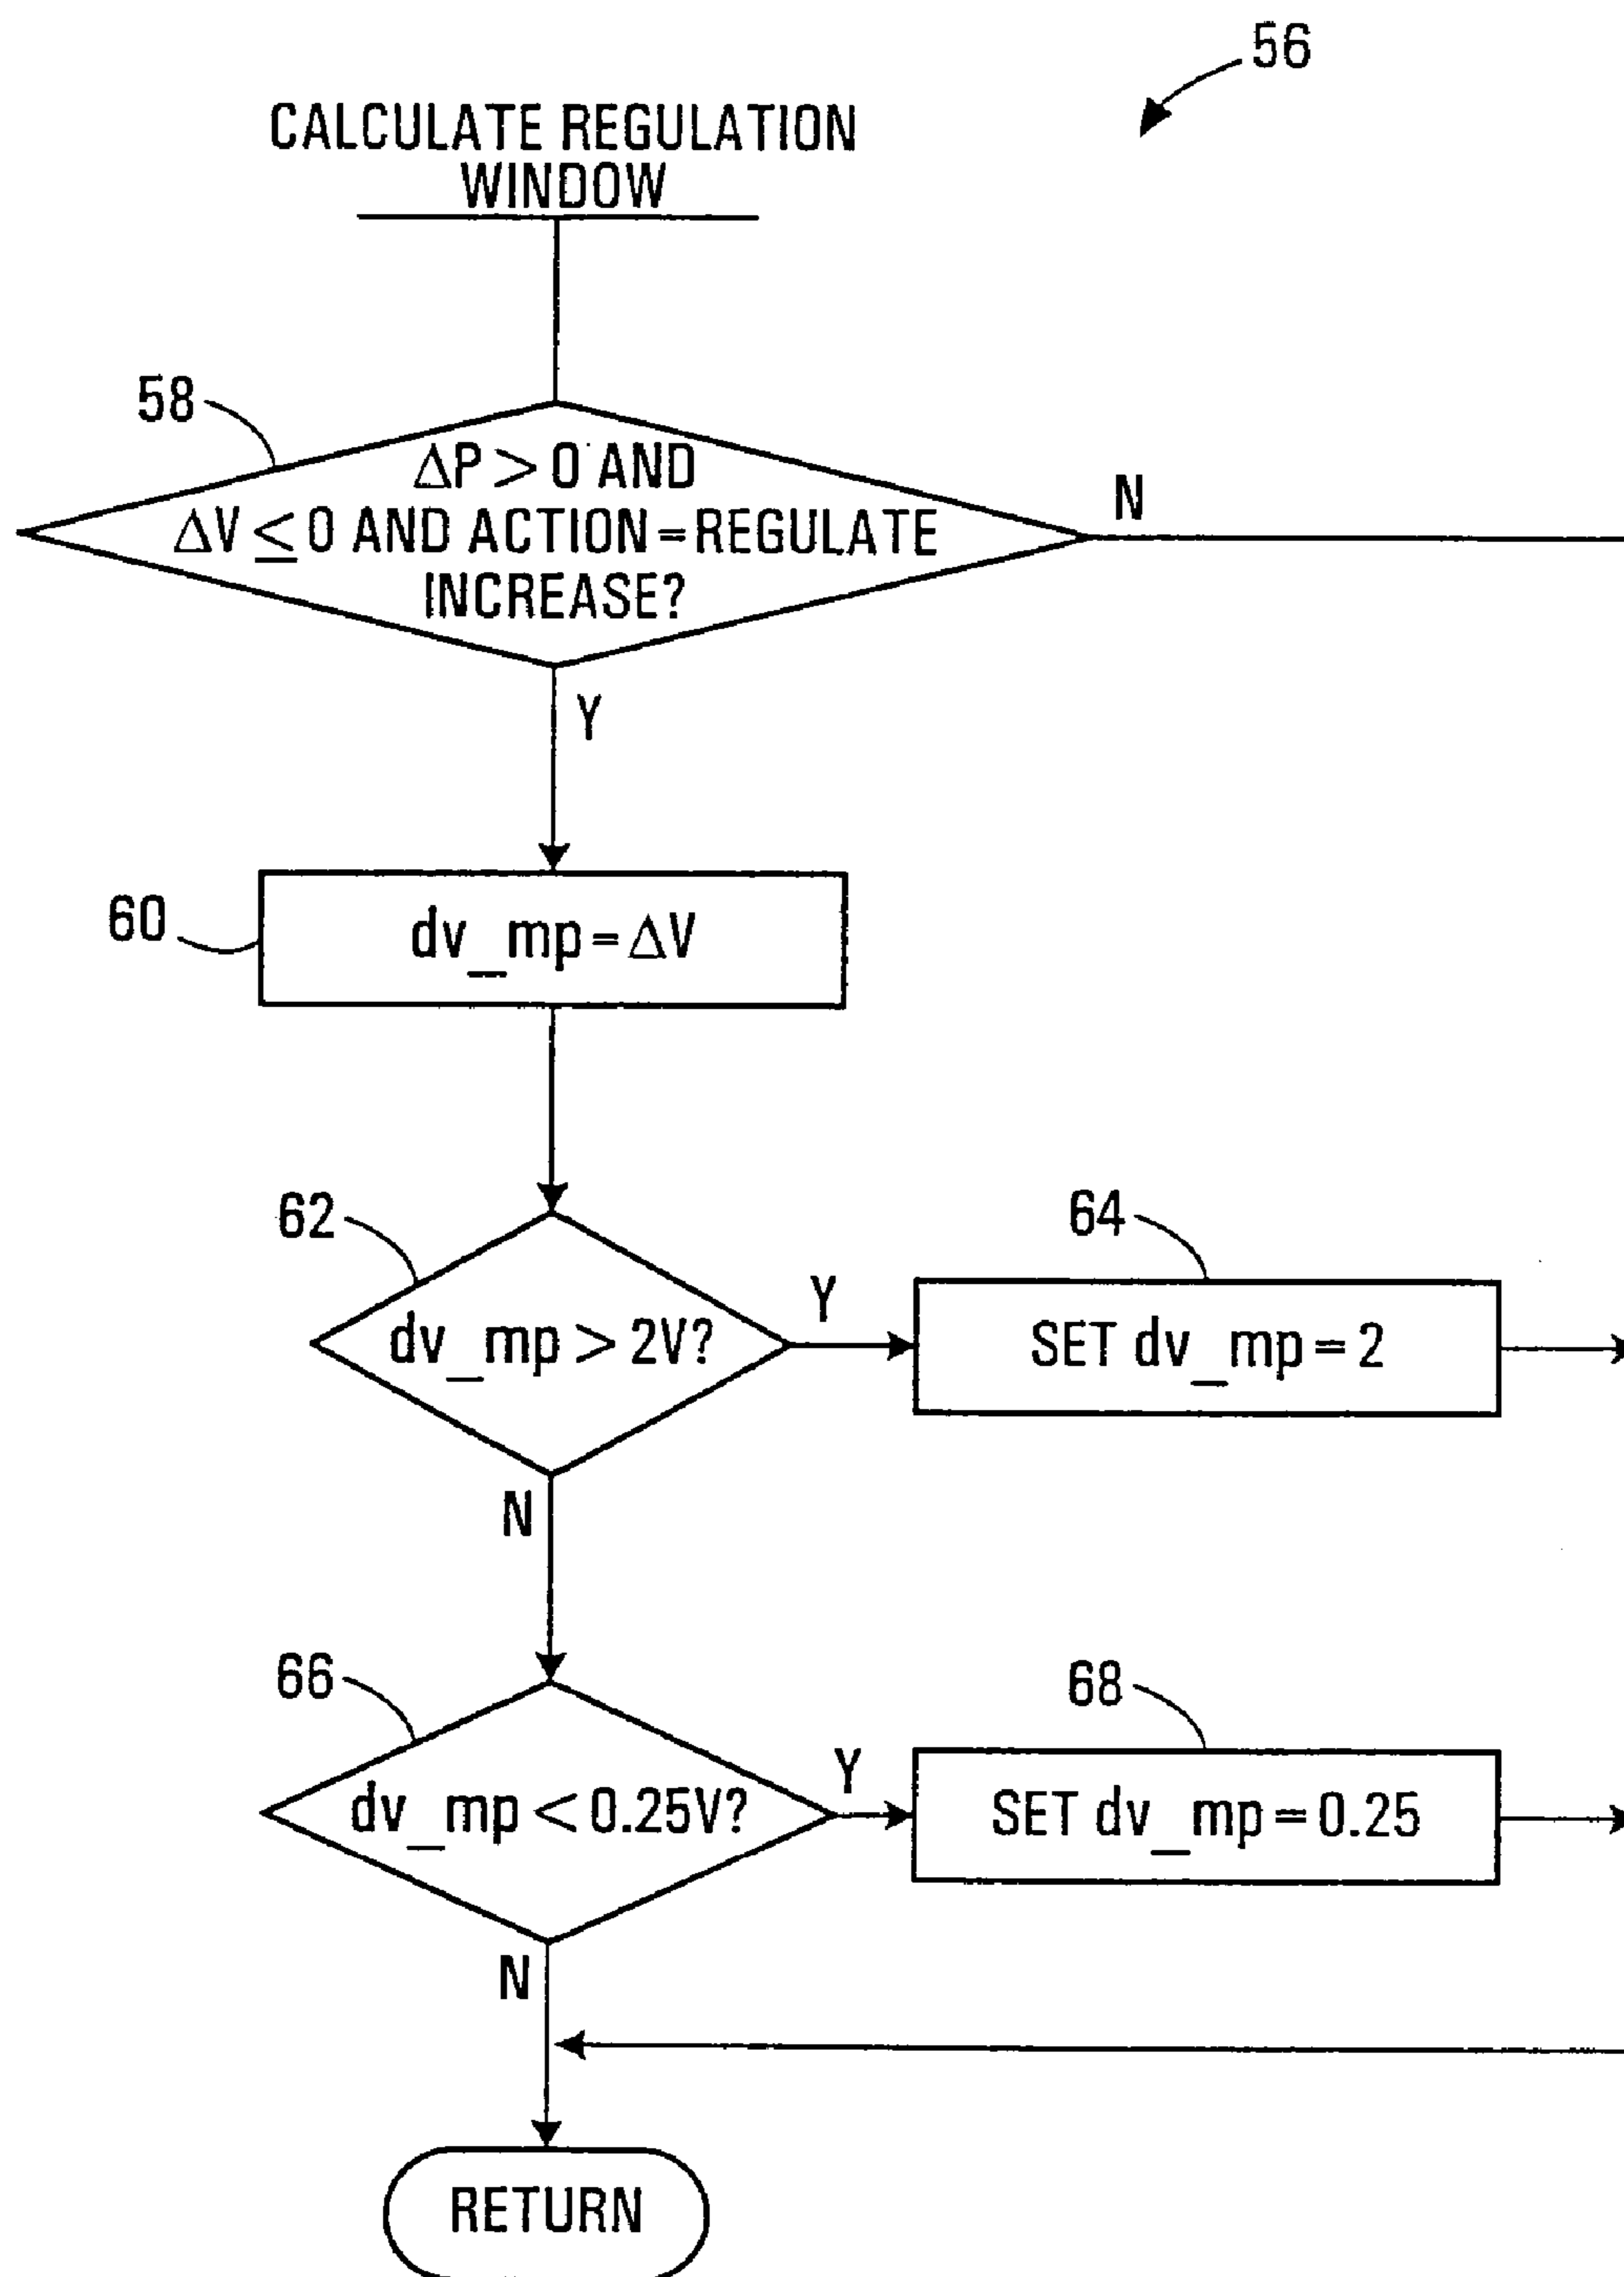 56
CALCULATE REGULATION
WINDOW
58
ΔP > 0 AND
ΔV ≤ 0 AND ACTION = REGULATE
INCREASE?
N
Y
60
dv_mp = ΔV
62
dv_mp > 2V?
Y
64
SET dv_mp = 2
N
66
dv_mp < 0.25V?
Y
68
SET dv_mp = 0.25
N
RETURN